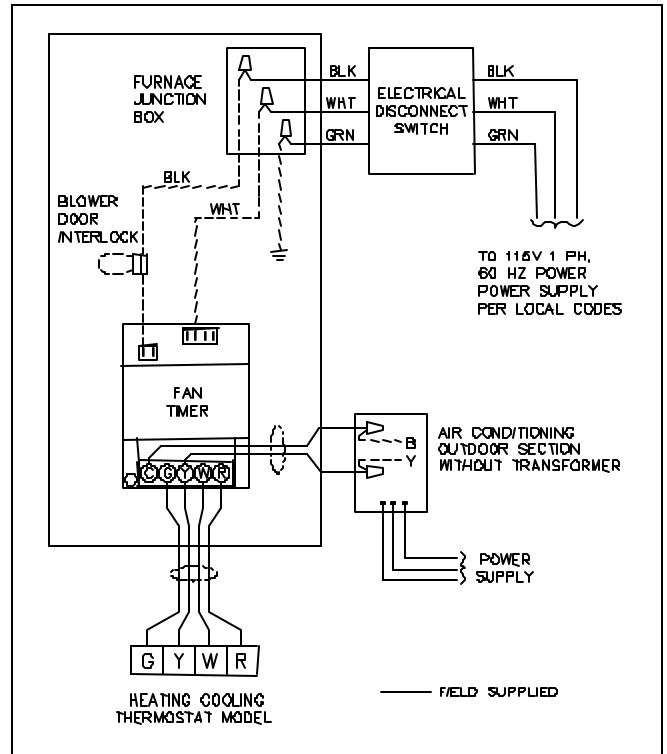 FURNACE
JUNCTION
BOX
BLK
WHT
GRN
ELECTRICAL
DISCONNECT
SWITCH
BLK
WHT
GRN
BLK
WHT
BLOWER
DOOR
INTERLOCK
TO 115V 1 PH,
60 HZ POWER
POWER SUPPLY
PER LOCAL CODES
FAN
TIMER
C G Y W R
B
Y
AIR CONDITIONING
OUTDOOR SECTION
WITHOUT TRANSFORMER
POWER
SUPPLY
G Y W R
HEATING COOLING
THERMOSTAT MODEL
FIELD SUPPLIED